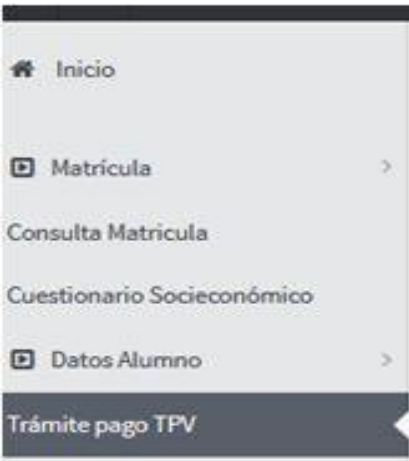 Inicio
Matrícula
Consulta Matricula
Cuestionario Socieconómico
Datos Alumno
Trámite pago TPV